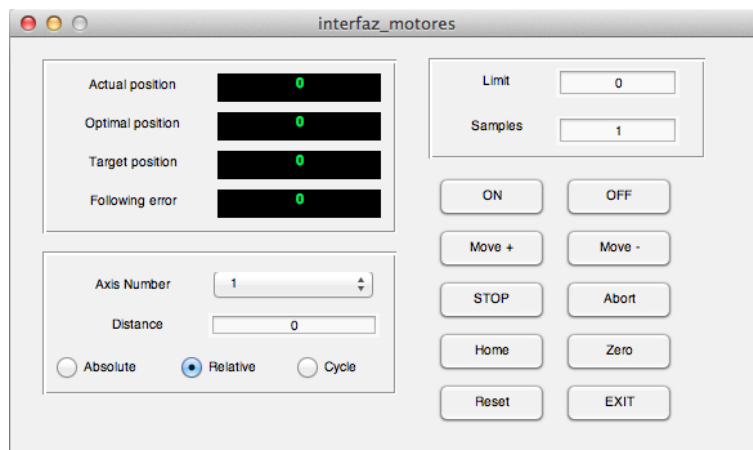 interfaz_motores
Actual position 0
Optimal position 0
Target position 0
Following error 0
Limit 0
Samples 1
Axis Number 1
Distance 0
Absolute Relative Cycle
ON OFF
Move + Move -
STOP Abort
Home Zero
Reset EXIT